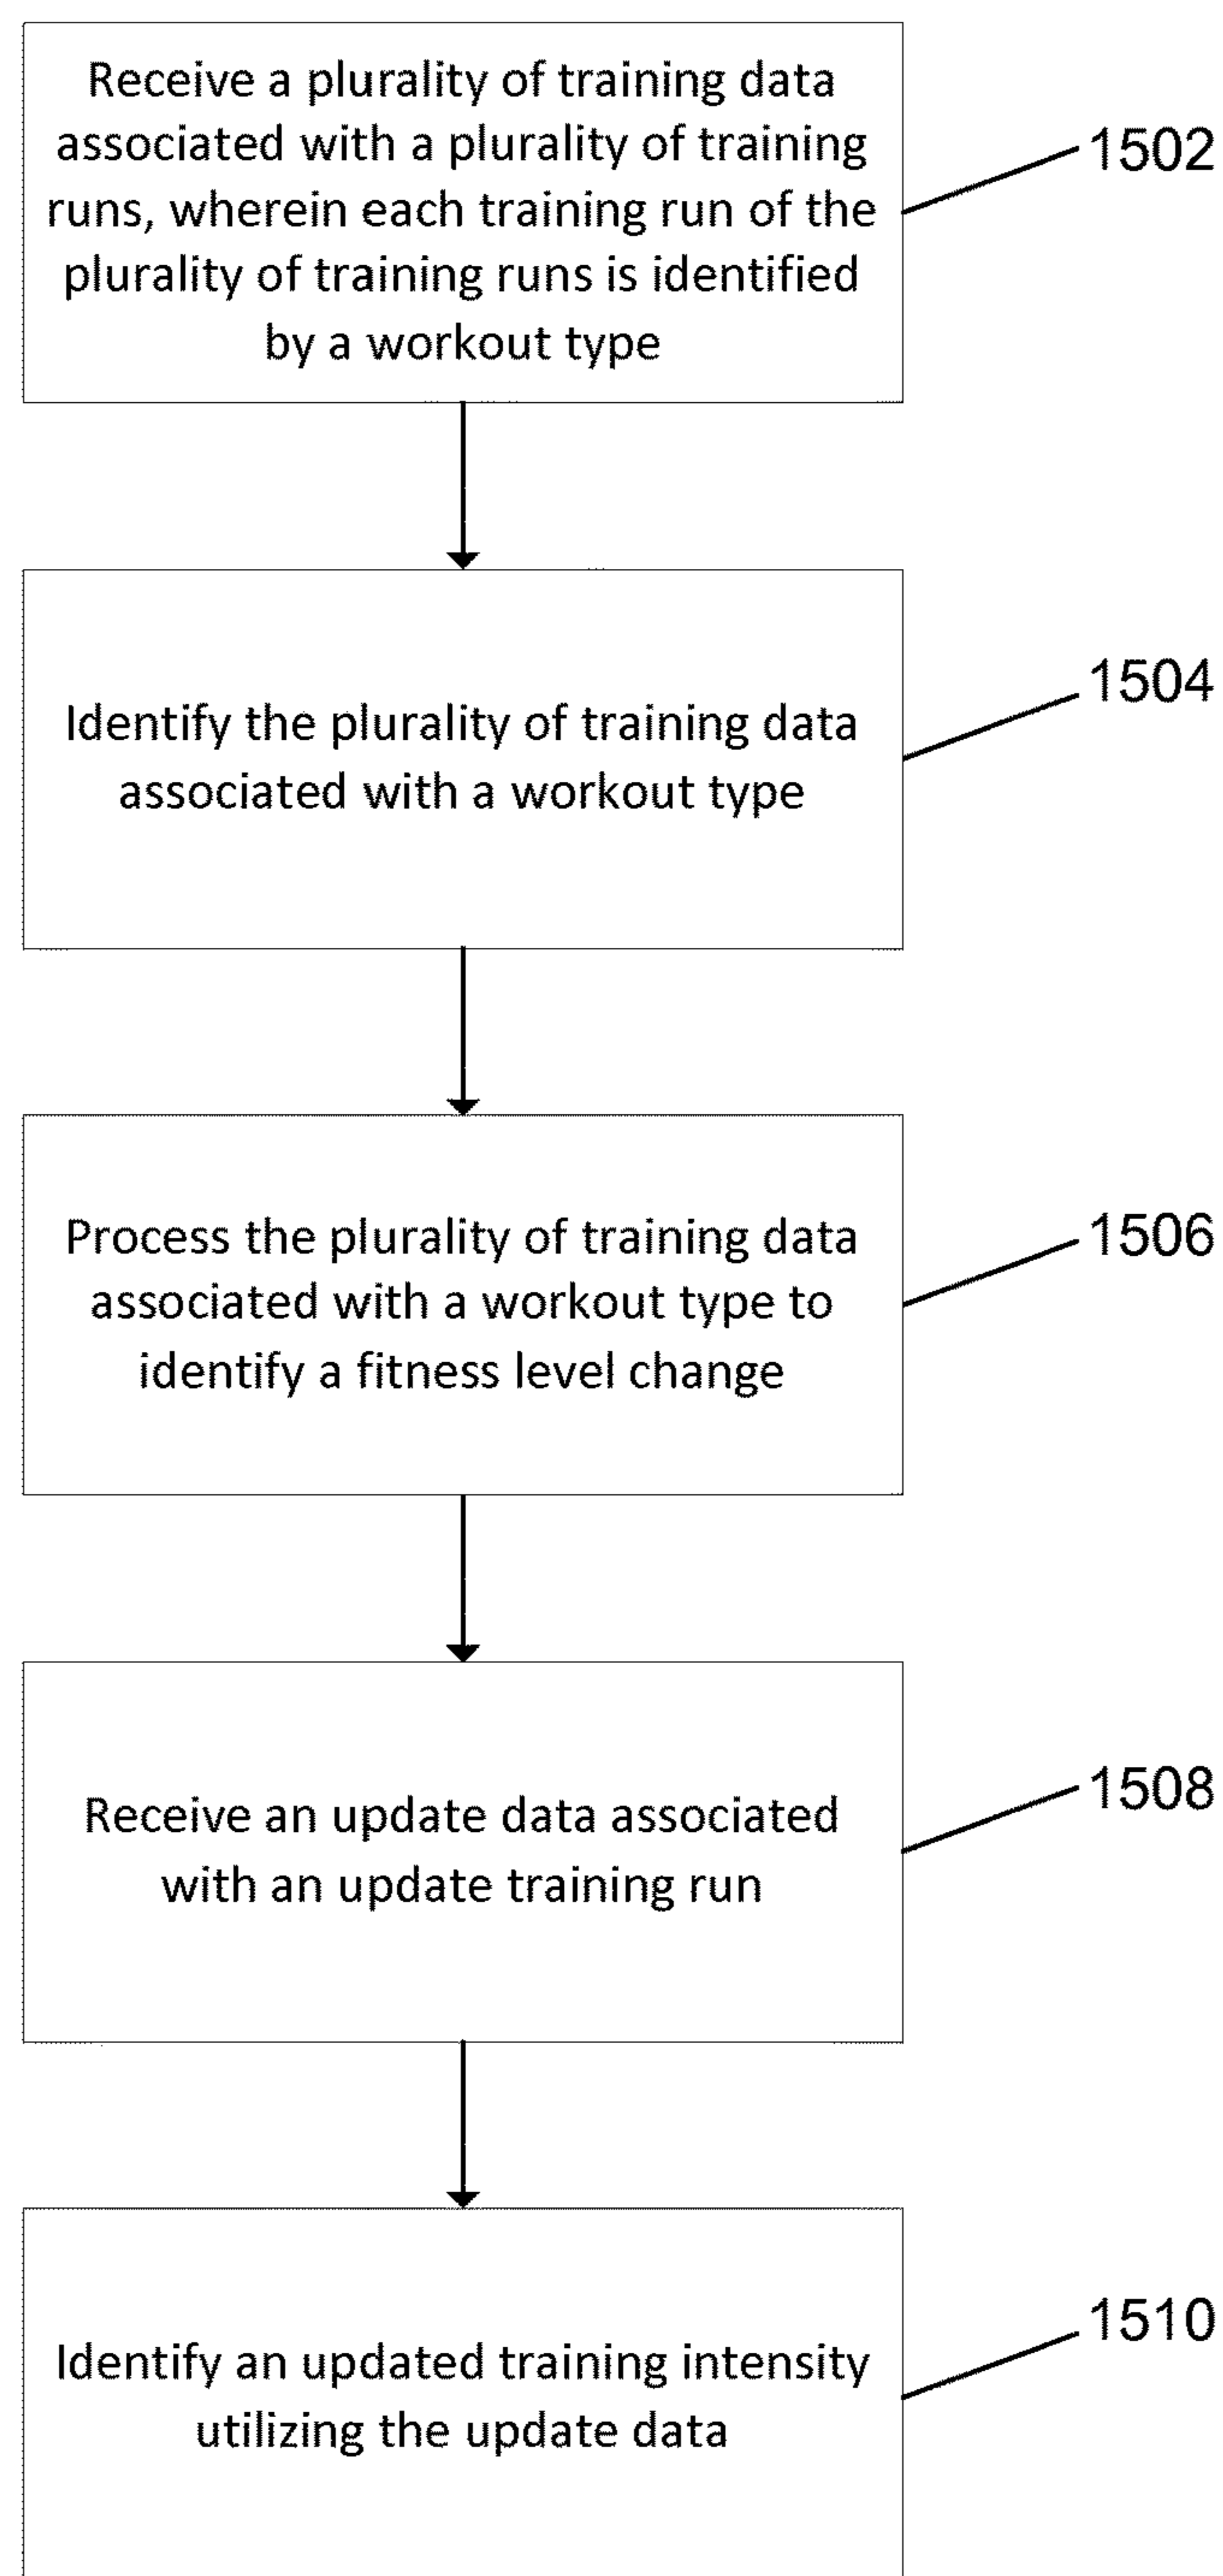 Receive a plurality of training data
associated with a plurality of training
runs, wherein each training run of the
plurality of training runs is identified
by a workout type
1502
Identify the plurality of training data
associated with a workout type
1504
Process the plurality of training data
associated with a workout type to
identify a fitness level change
1506
Receive an update data associated
with an update training run
1508
Identify an updated training intensity
utilizing the update data
1510